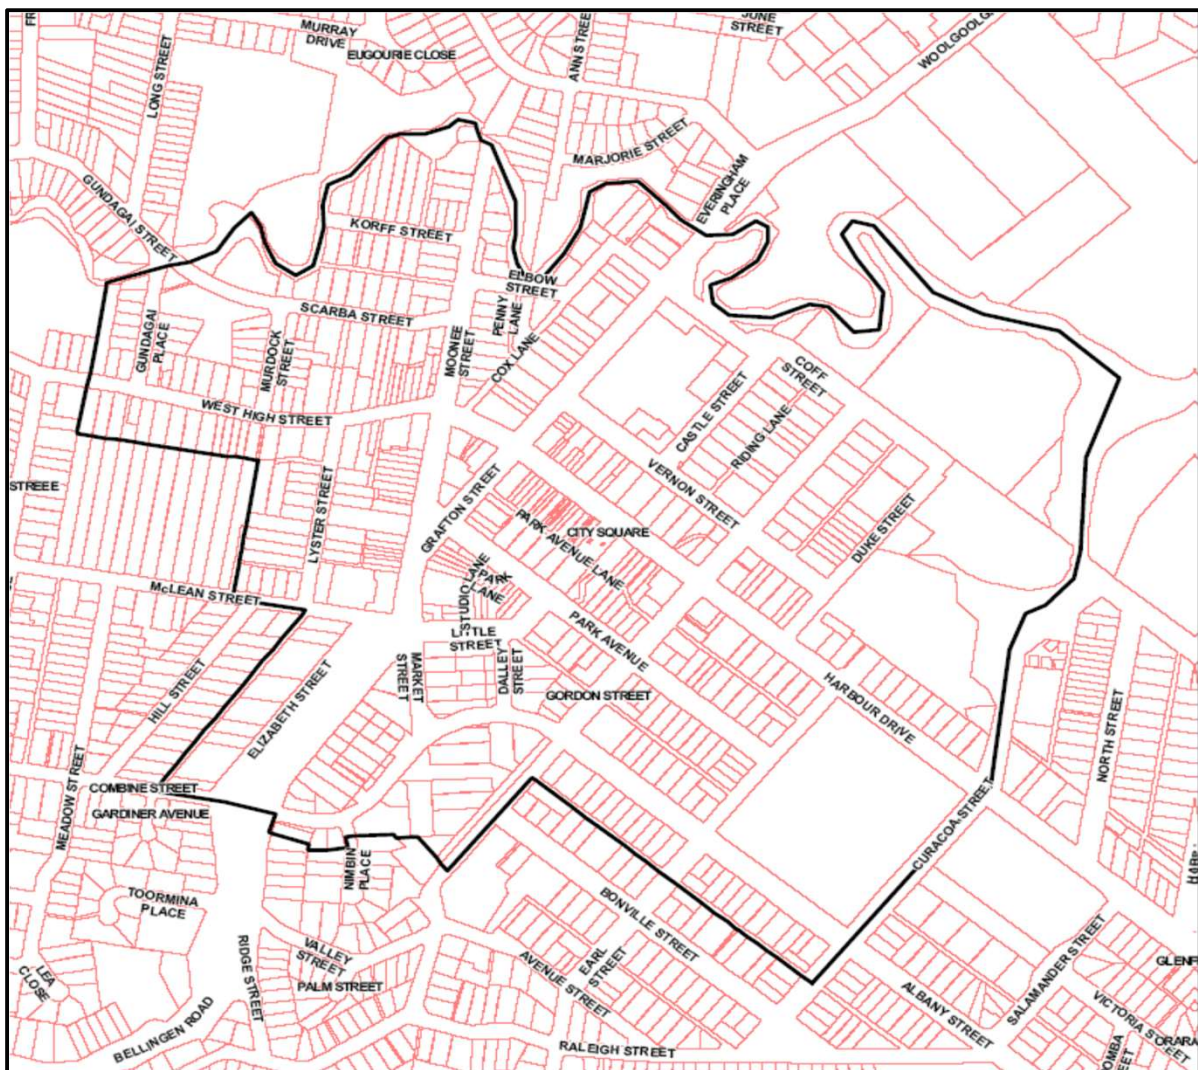 FR
LONG STREET
MURRAY
DRIVE
EUGOURIE CLOSE
ANN STREET
JUNE
STREET
WOOLGOOLG
MARJORIE STREET
EVERINGHAM
PLACE
GUNDAGAI STREET
KORFF STREET
ELBOW
STREET
SCARBA STREET
GUNDAGAI
PLACE
MURDOCK
STREET
MOONEE
STREET
PENNY
LANE
COX LANE
COFF
STREET
WEST HIGH STREET
CASTLE STREET
RIDING LANE
VERNON STREET
STREEE
LYSTER STREET
GRAFTON STREET
PARK AVENUE LANE
CITY SQUARE
DUKE STREET
McLEAN STREET
STUDIO LANE
PARK
LANE
LITTLE
STREET
PARK AVENUE
HILL STREET
ELIZABETH STREET
MARKET
STREET
DALLEY
STREET
GORDON STREET
HARBOUR DRIVE
NORTH STREET
MEADOW STREET
COMBINE STREET
GARDINER AVENUE
CURACOA STREET
NIMBIN
PLACE
HARB
TOORMINA
PLACE
BONVILLE STREET
LEA
CLOSE
RIDGE STREET
VALLEY
STREET
PALM STREET
EARL
STREET
AVENUE STREET
ALBANY STREET
SALAMANDER STREET
GLENF
VICTORIA STREET
BELLINGEN ROAD
RALEIGH STREET
OMBA
EET
ORARA